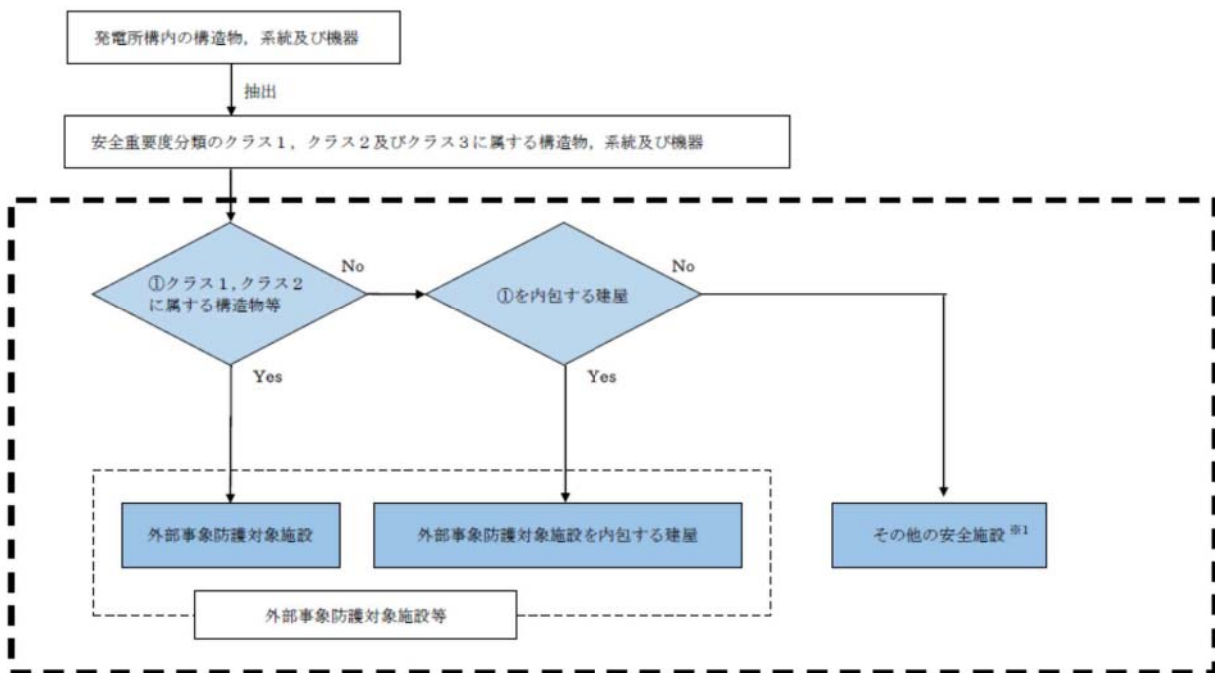 発電所構内の構造物，系統及び機器
抽出
安全重要度分類のクラス１，クラス２及びクラス３に属する構造物，系統及び機器
①クラス１，クラス２
に属する構造物等
No
①を内包する建屋
No
Yes
Yes
外部事象防護対象施設
外部事象防護対象施設を内包する建屋
その他の安全施設※1
外部事象防護対象施設等